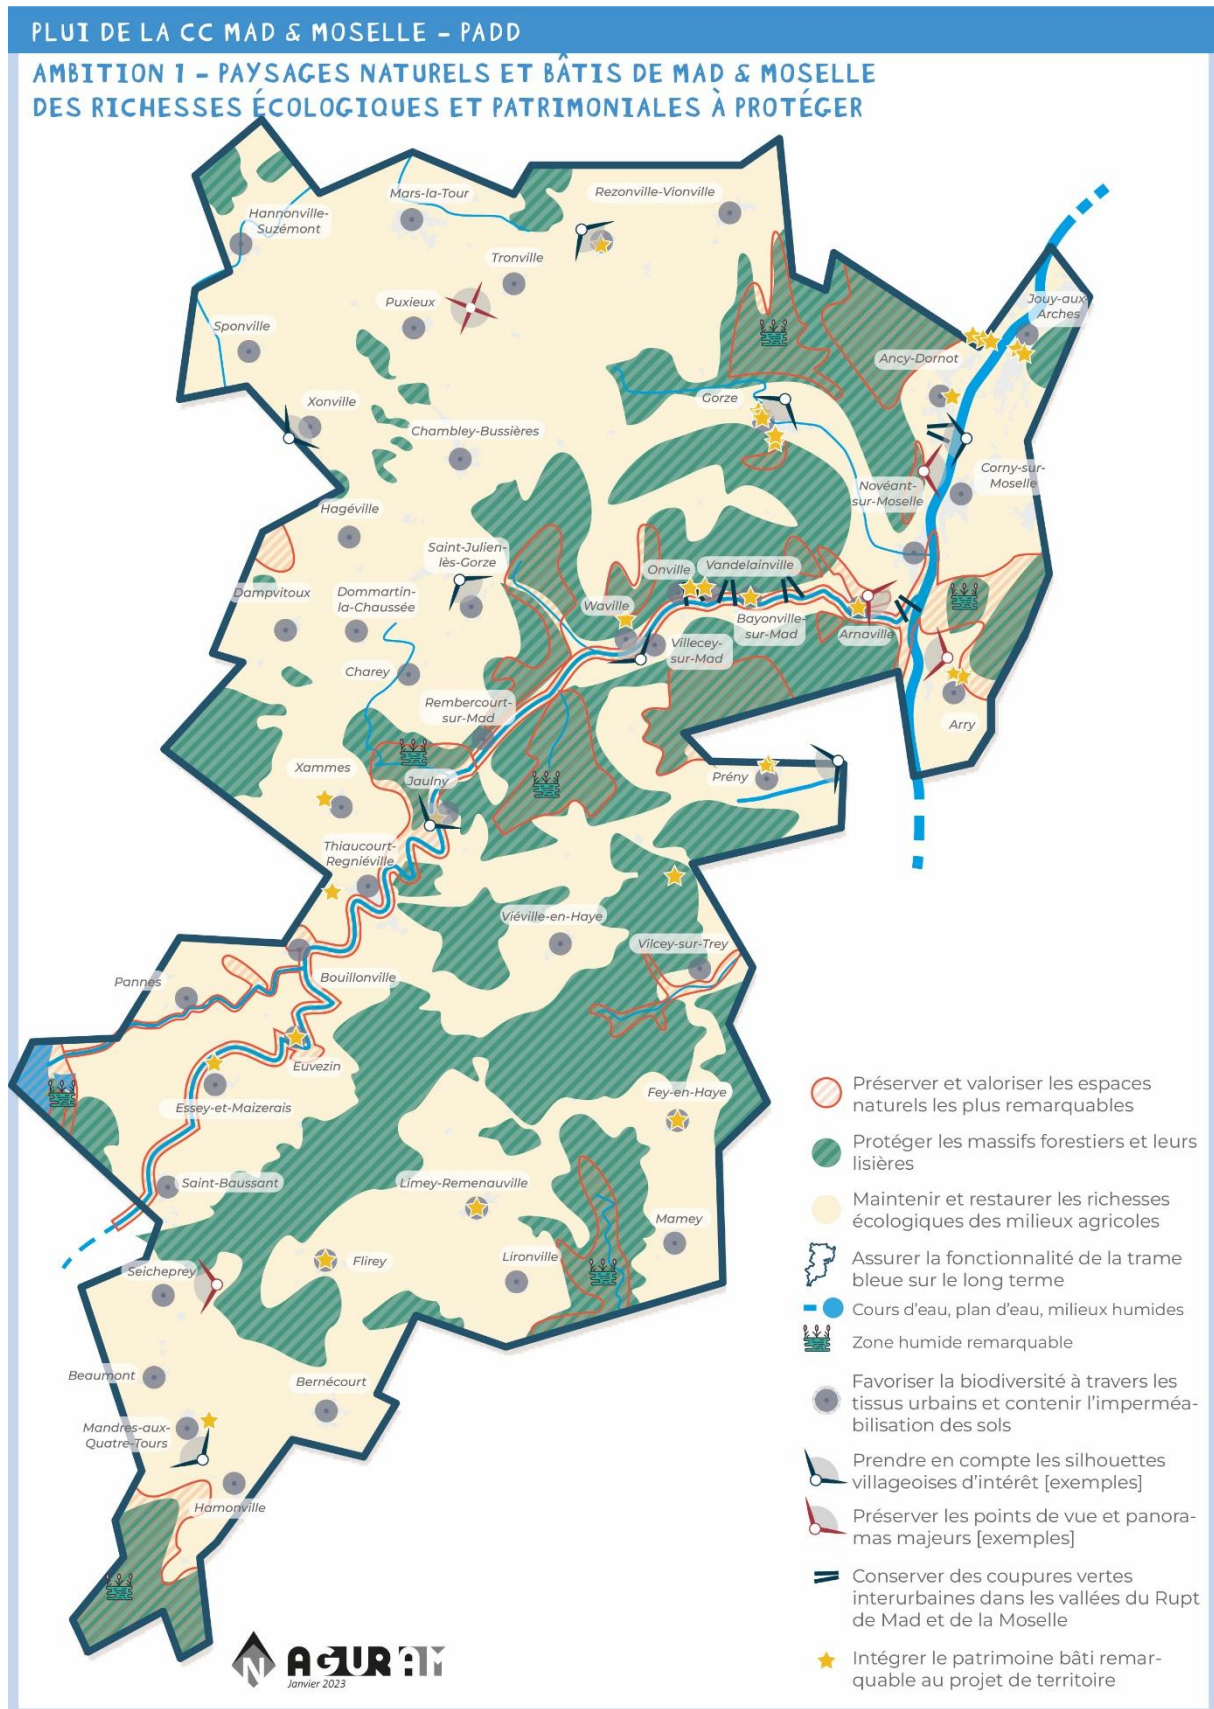 PLUI DE LA CC MAD & MOSELLE – PADD
AMBITION 1 – PAYSAGES NATURELS ET BÂTIS DE MAD & MOSELLE
DES RICHESSES ÉCOLOGIQUES ET PATRIMONIALES À PROTÉGER
Mars-la-Tour
Rezonville-Vionville
Hannonville-
Suzémont
Tronville
Puxieux
Jouy-aux-
Arches
Sponville
Ancy-Dornot
Gorze
Xonville
Chambley-Bussières
Corny-sur-
Moselle
Novéant-
sur-Moselle
Hagéville
Saint-Julien-
lès-Gorze
Onville
Vandelainville
Dampvitoux
Dommartin-
la-Chaussée
Waville
Bayonville-
sur-Mad
Arnaville
Villecey-
sur-Mad
Charey
Rembercourt-
sur-Mad
Arry
Xammes
Jaulny
Prény
Thiaucourt-
Regniéville
Viéville-en-Haye
Vilcey-sur-Trey
Pannes
Bouillonville
Euvezin
Essey-et-Maizerais
Fey-en-Haye
Saint-Baussant
Limey-Remenauville
Mamey
Flirey
Lironville
Seicheprey
Beaumont
Bernécourt
Mandres-aux-
Quatre-Tours
Hamonville
Préserver et valoriser les espaces
naturels les plus remarquables
Protéger les massifs forestiers et leurs
lisières
Maintenir et restaurer les richesses
écologiques des milieux agricoles
Assurer la fonctionnalité de la trame
bleue sur le long terme
Cours d'eau, plan d'eau, milieux humides
Zone humide remarquable
Favoriser la biodiversité à travers les
tissus urbains et contenir l'imperméa-
bilisation des sols
Prendre en compte les silhouettes
villageoises d'intérêt [exemples]
Préserver les points de vue et panora-
mas majeurs [exemples]
Conserver des coupures vertes
interurbaines dans les vallées du Rupt
de Mad et de la Moselle
Intégrer le patrimoine bâti remar-
quable au projet de territoire
N
AGURAM
Janvier 2023